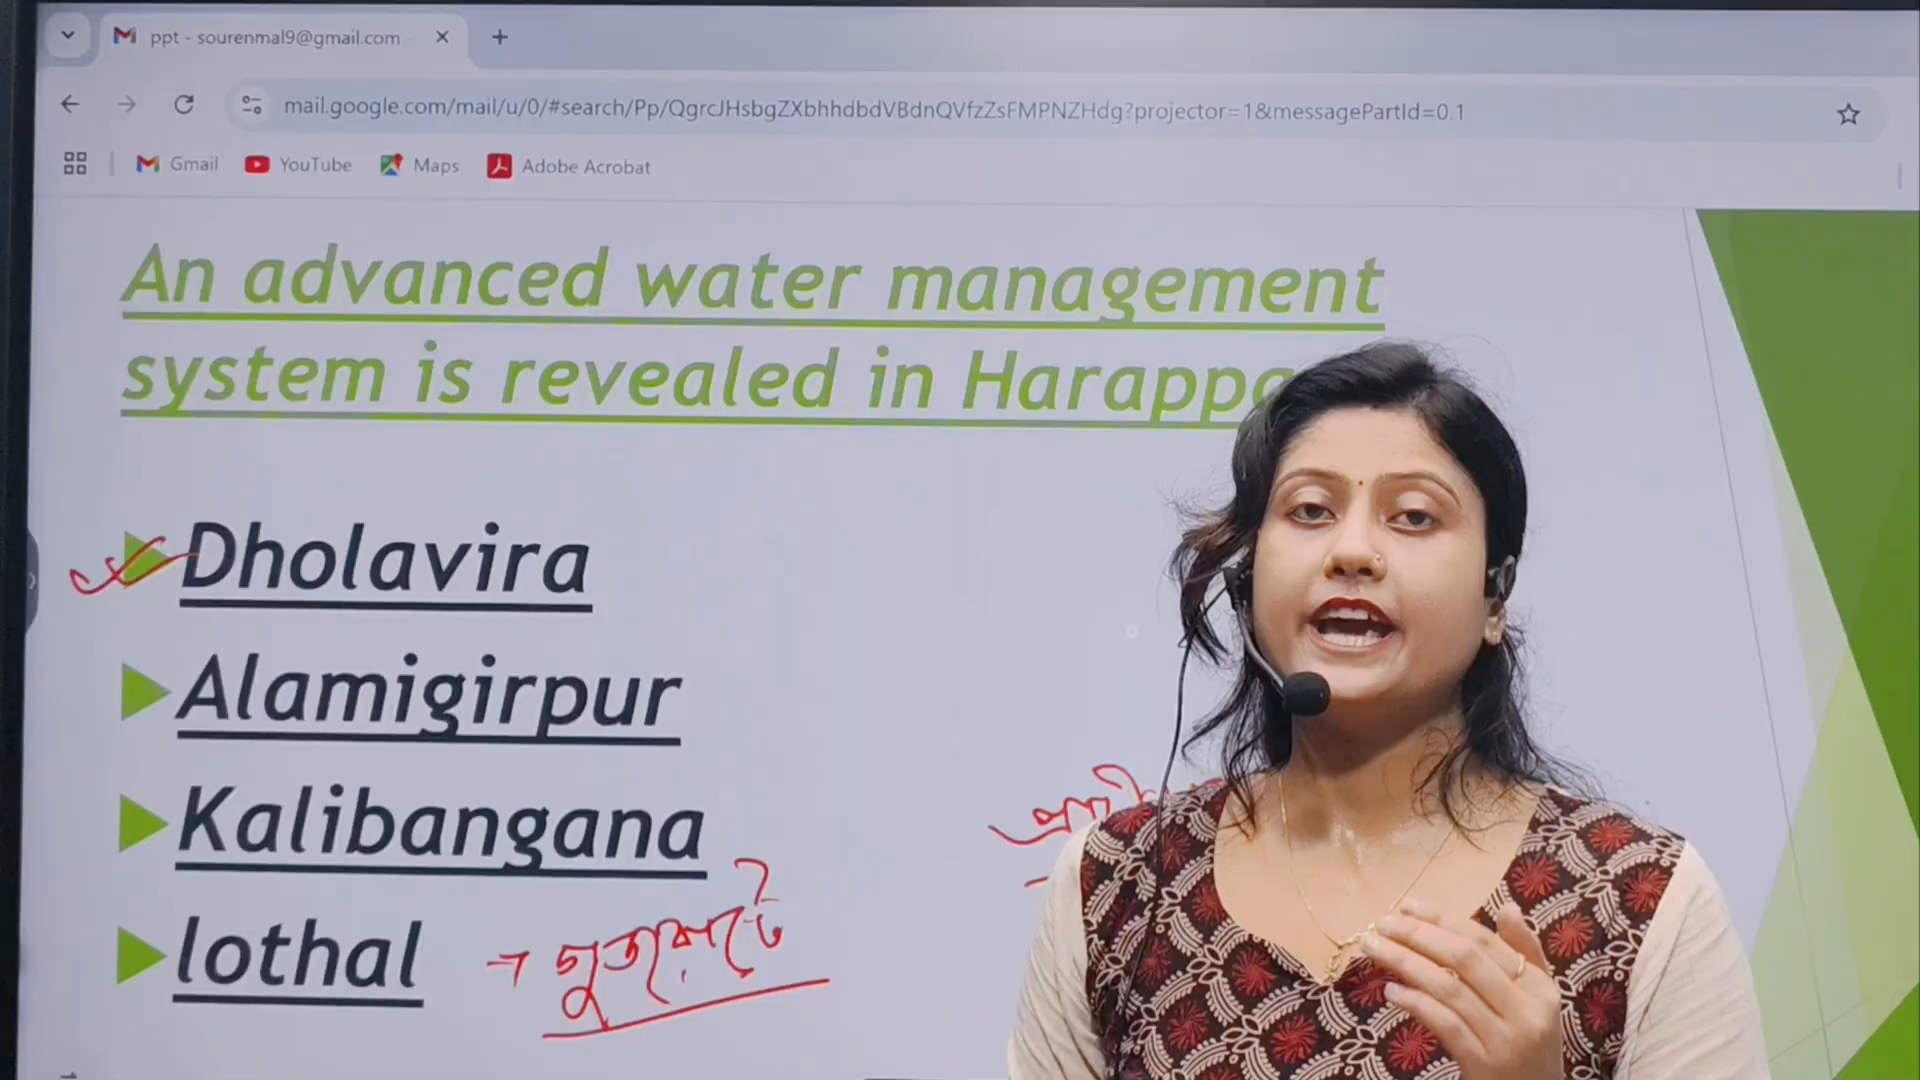 ppt - sourenmal9@gmail.com
mail.google.com/mail/u/0/#search/Pp/QgrcJHsbgZXbhhdbdVBdnQVfzZsFMPNZHdg?projector=1&messagePartId=0.1
Gmail YouTube Maps Adobe Acrobat
An advanced water management
system is revealed in Harappa
Dholavira
Alamigirpur
Kalibangana
lothal → গুজরাটে